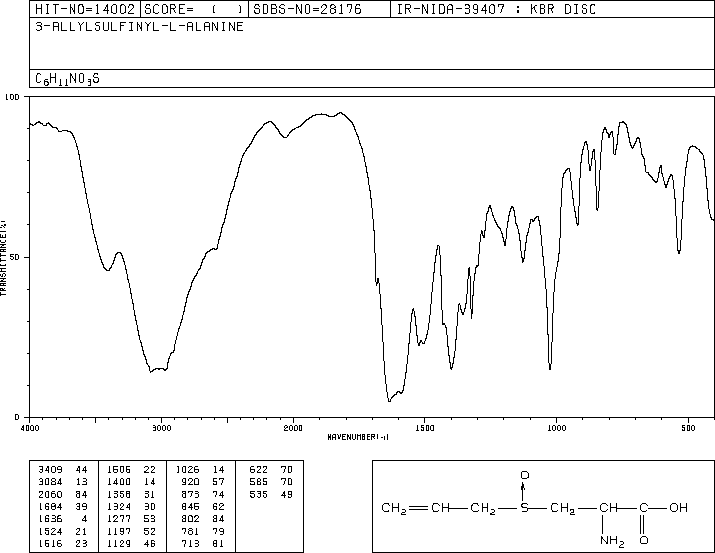 HIT-NO=14002 SCORE= ( ) SDBS-NO=28176 IR-NIDA-39407 : KBR DISC
3-ALLYLSULFINYL-L-ALANINE
C6H11NO3S
100
50
0
TRANSMITTANCE(%)
4000 3000 2000 1500 1000 500
WAVENUMBER(-1)
3409 44 1506 22 1026 14 622 70
3084 13 1400 14 920 57 585 70
2060 84 1358 31 873 74 535 49
1684 39 1324 30 846 62
1636 4 1277 53 802 84
1524 21 1197 52 781 79
1516 23 1129 46 713 81
O
CH2 CH CH2 S CH2 CH C OH
NH2 O